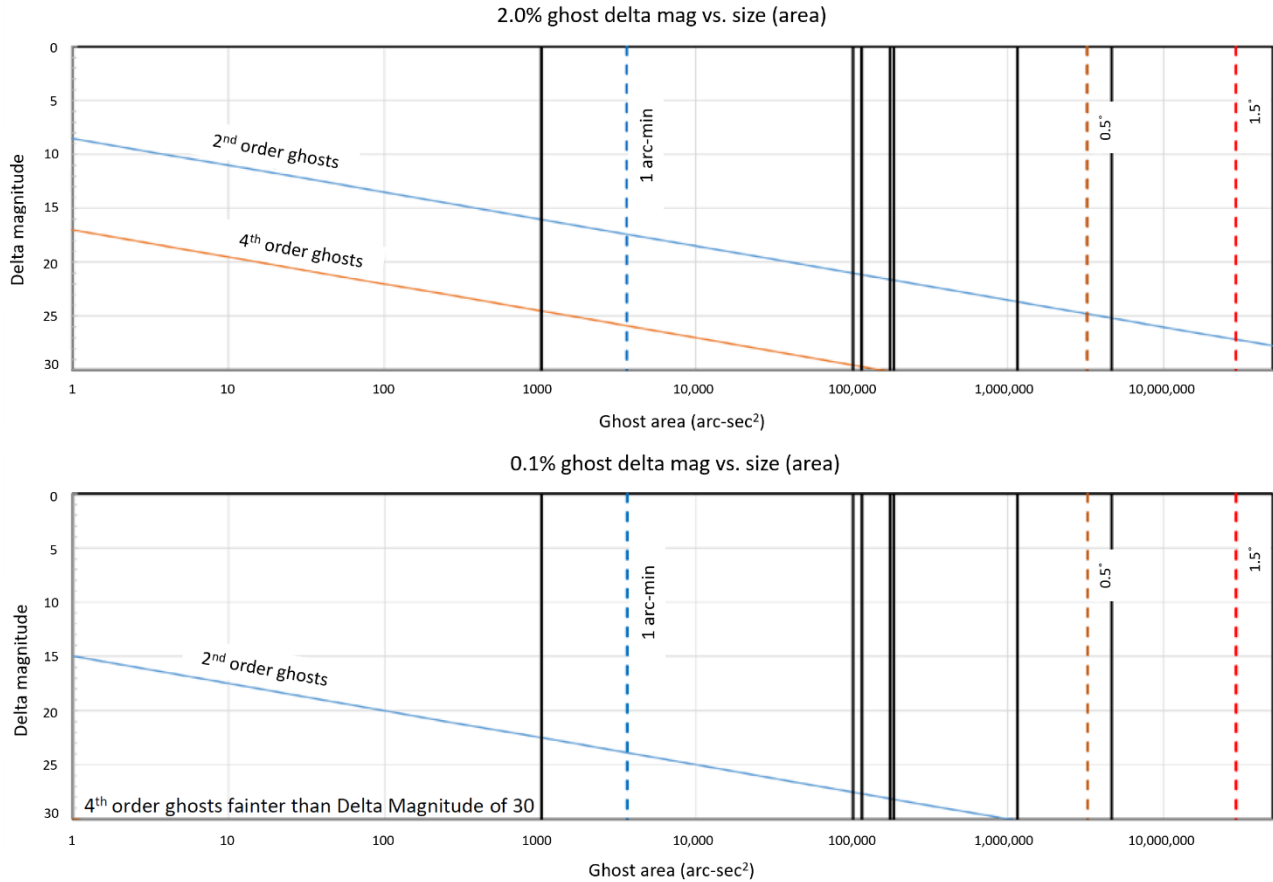 2.0% ghost delta mag vs. size (area)
0
5
10
15
20
25
30
Delta magnitude
2nd order ghosts
4th order ghosts
1 arc-min
0.5°
1.5°
1
10
100
1000
10,000
100,000
1,000,000
10,000,000
Ghost area (arc-sec²)
0.1% ghost delta mag vs. size (area)
0
5
10
15
20
25
30
Delta magnitude
2nd order ghosts
1 arc-min
0.5°
1.5°
4th order ghosts fainter than Delta Magnitude of 30
1
10
100
1000
10,000
100,000
1,000,000
10,000,000
Ghost area (arc-sec²)